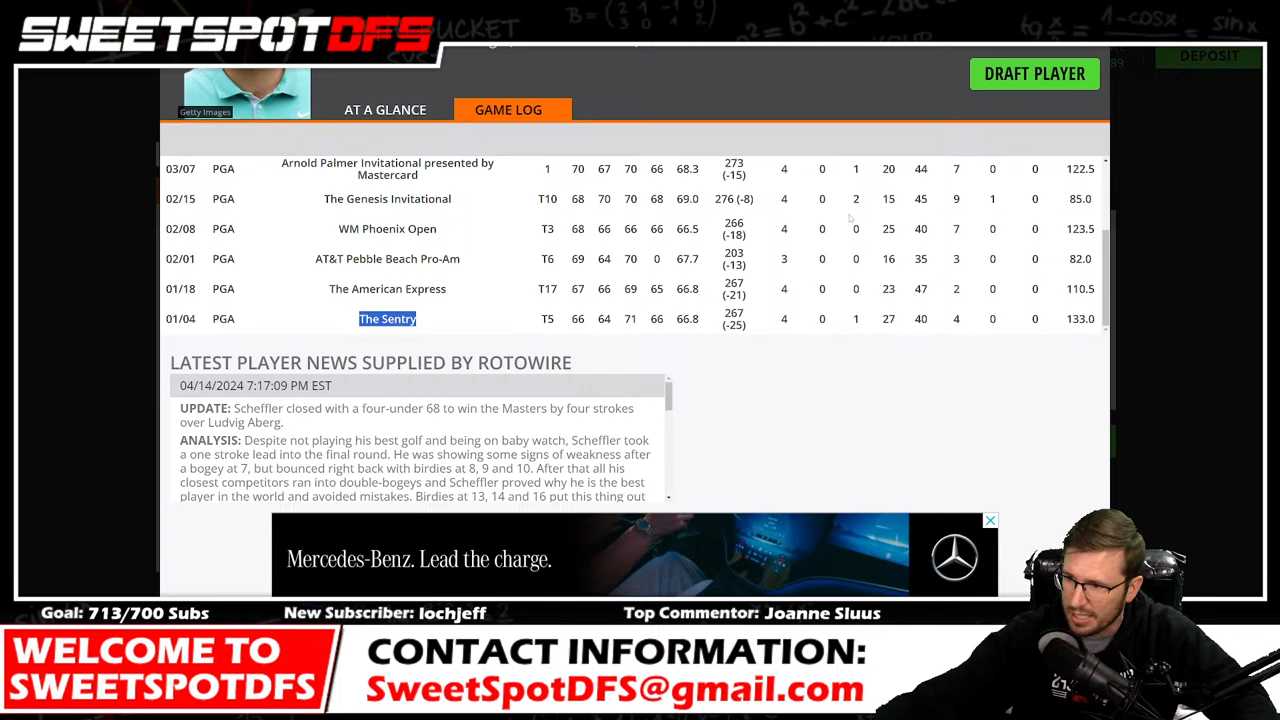 SWEETSPOTDFS
DEPOSIT
89
DRAFT PLAYER
Getty Images
AT A GLANCE GAME LOG
03/07 PGA Arnold Palmer Invitational presented by Mastercard 1 70 67 70 66 68.3 273 (-15) 4 0 1 20 44 7 0 0 122.5
02/15 PGA The Genesis Invitational T10 68 70 70 68 69.0 276 (-8) 4 0 2 15 45 9 1 0 85.0
02/08 PGA WM Phoenix Open T3 68 66 66 66 66.5 266 (-18) 4 0 0 25 40 7 0 0 123.5
02/01 PGA AT&T Pebble Beach Pro-Am T6 69 64 70 0 67.7 203 (-13) 3 0 0 16 35 3 0 0 82.0
01/18 PGA The American Express T17 67 66 69 65 66.8 267 (-21) 4 0 0 23 47 2 0 0 110.5
01/04 PGA The Sentry T5 66 64 71 66 66.8 267 (-25) 4 0 1 27 40 4 0 0 133.0
LATEST PLAYER NEWS SUPPLIED BY ROTOWIRE
04/14/2024 7:17:09 PM EST
UPDATE: Scheffler closed with a four-under 68 to win the Masters by four strokes
over Ludvig Aberg.
ANALYSIS: Despite not playing his best golf and being on baby watch, Scheffler took
a one stroke lead into the final round. He was showing some signs of weakness after
a bogey at 7, but bounced right back with birdies at 8, 9 and 10. After that all his
closest competitors ran into double-bogeys and Scheffler proved why he is the best
player in the world and avoided mistakes. Birdies at 13, 14 and 16 put this thing out
Mercedes-Benz. Lead the charge.
Goal: 713/700 Subs New Subscriber: lochjeff Top Commentor: Joanne Sluus
WELCOME TO
SWEETSPOTDFS
CONTACT INFORMATION:
SweetSpotDFS@gmail.com